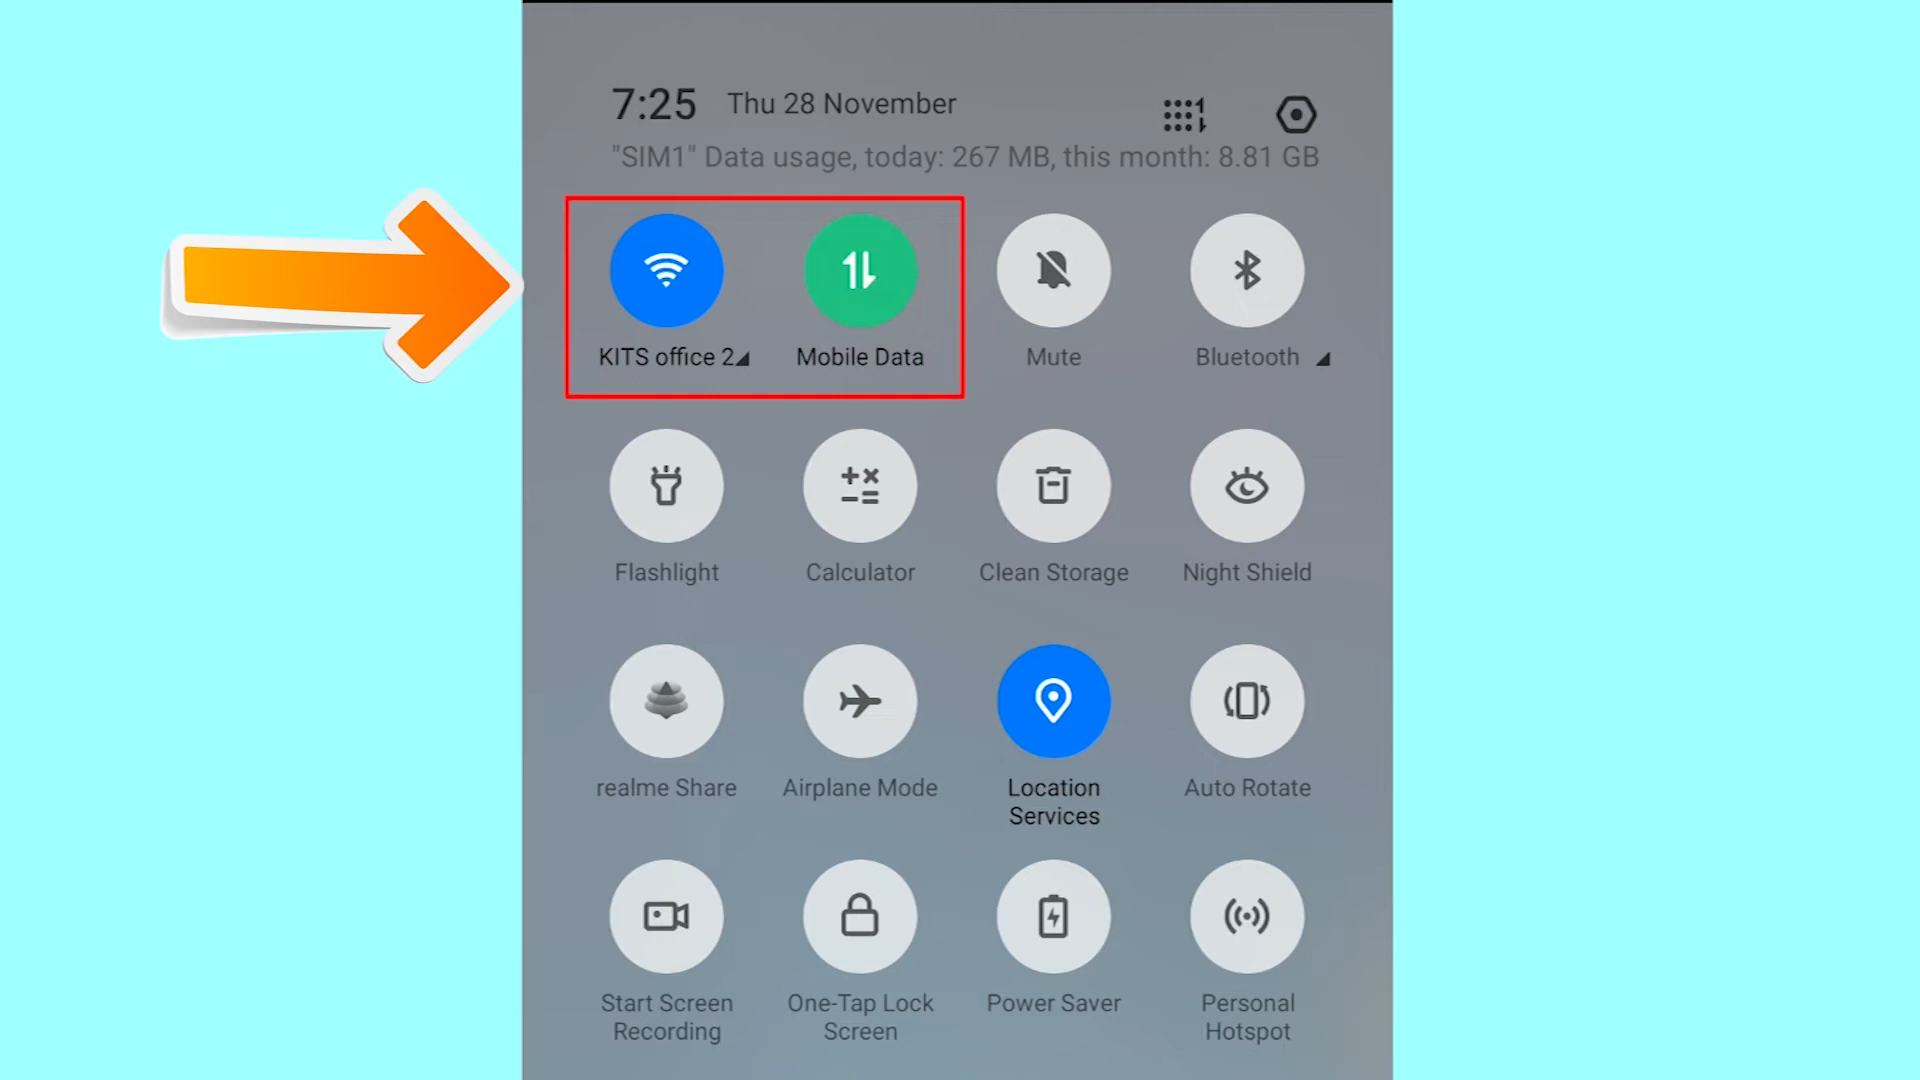 7:25 Thu 28 November
"SIM1" Data usage, today: 267 MB, this month: 8.81 GB
KITS office 2 Mobile Data Mute Bluetooth
Flashlight Calculator Clean Storage Night Shield
realme Share Airplane Mode Location Services Auto Rotate
Start Screen Recording One-Tap Lock Screen Power Saver Personal Hotspot